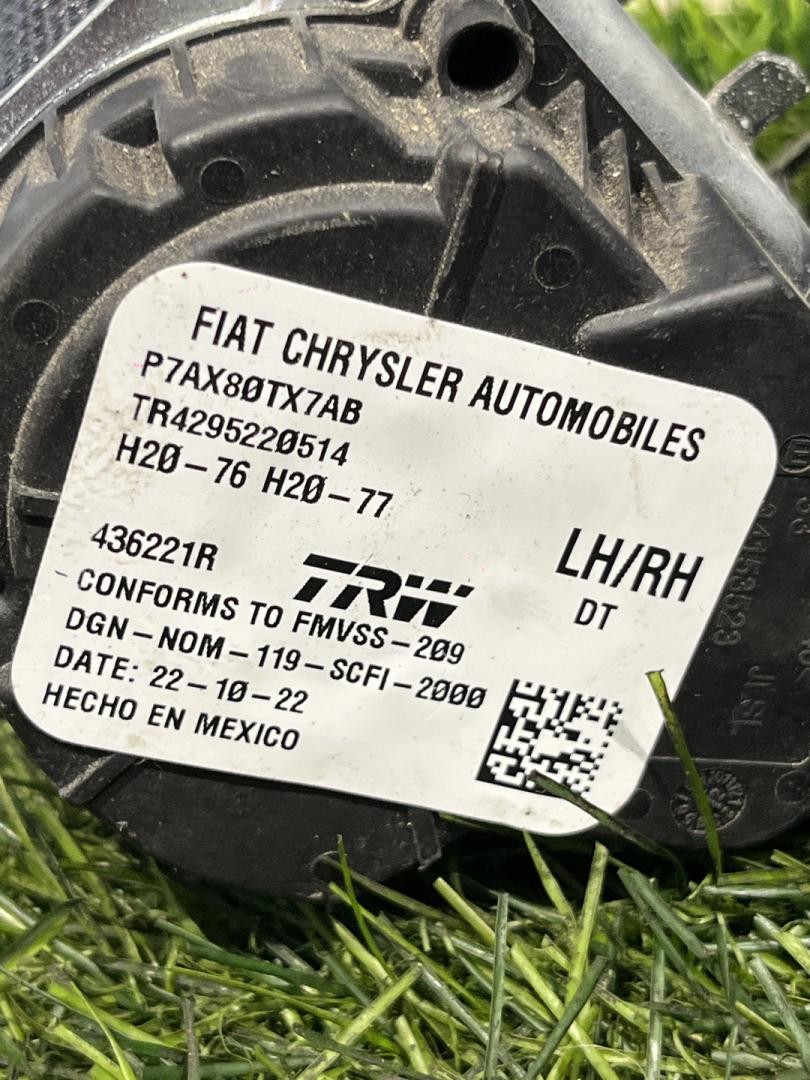 FIAT CHRYSLER AUTOMOBILES
P7AX80TX7AB
TR4295220514
H20-76 H20-77
LH/RH
DT
436221R
TRW
CONFORMS TO FMVSS-209
DGN-NOM-119-SCFI-2000
DATE: 22-10-22
HECHO EN MEXICO